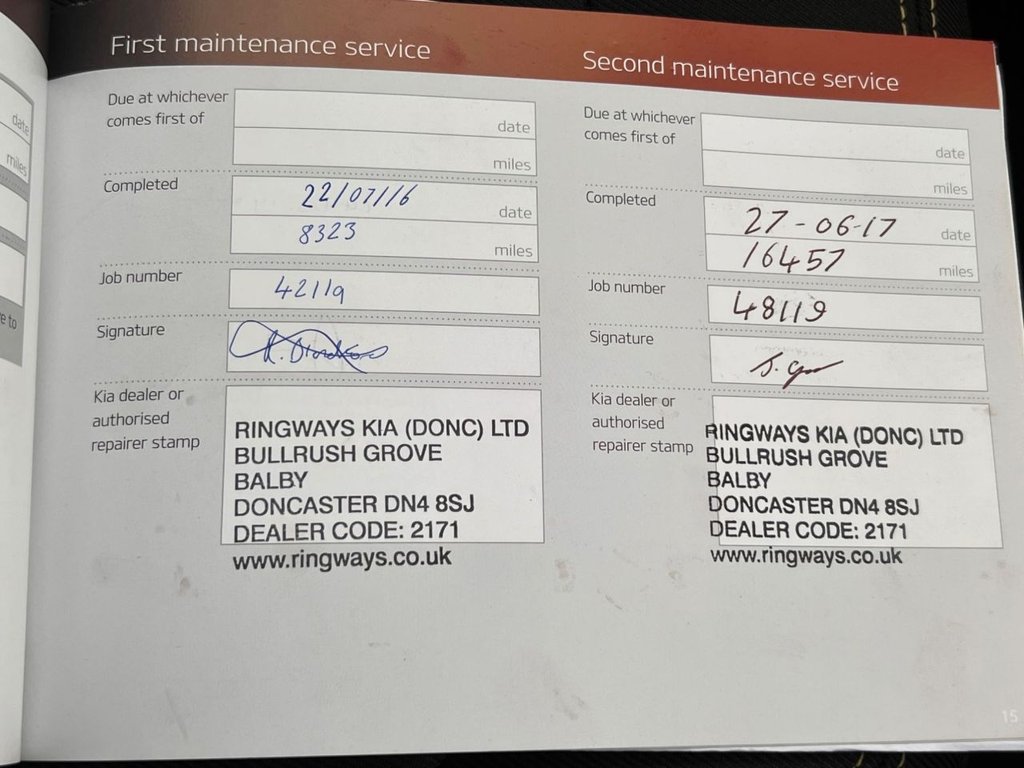 First maintenance service
Due at whichever
comes first of
date
miles
Completed
22/07/16
date
8323
miles
Job number
42119
Signature
Kia dealer or
authorised
repairer stamp
RINGWAYS KIA (DONC) LTD
BULLRUSH GROVE
BALBY
DONCASTER DN4 8SJ
DEALER CODE: 2171
www.ringways.co.uk
Second maintenance service
Due at whichever
comes first of
date
miles
Completed
27-06-17
date
16457
miles
Job number
48119
Signature
Kia dealer or
authorised
repairer stamp
RINGWAYS KIA (DONC) LTD
BULLRUSH GROVE
BALBY
DONCASTER DN4 8SJ
DEALER CODE: 2171
www.ringways.co.uk
15
date
miles
e to